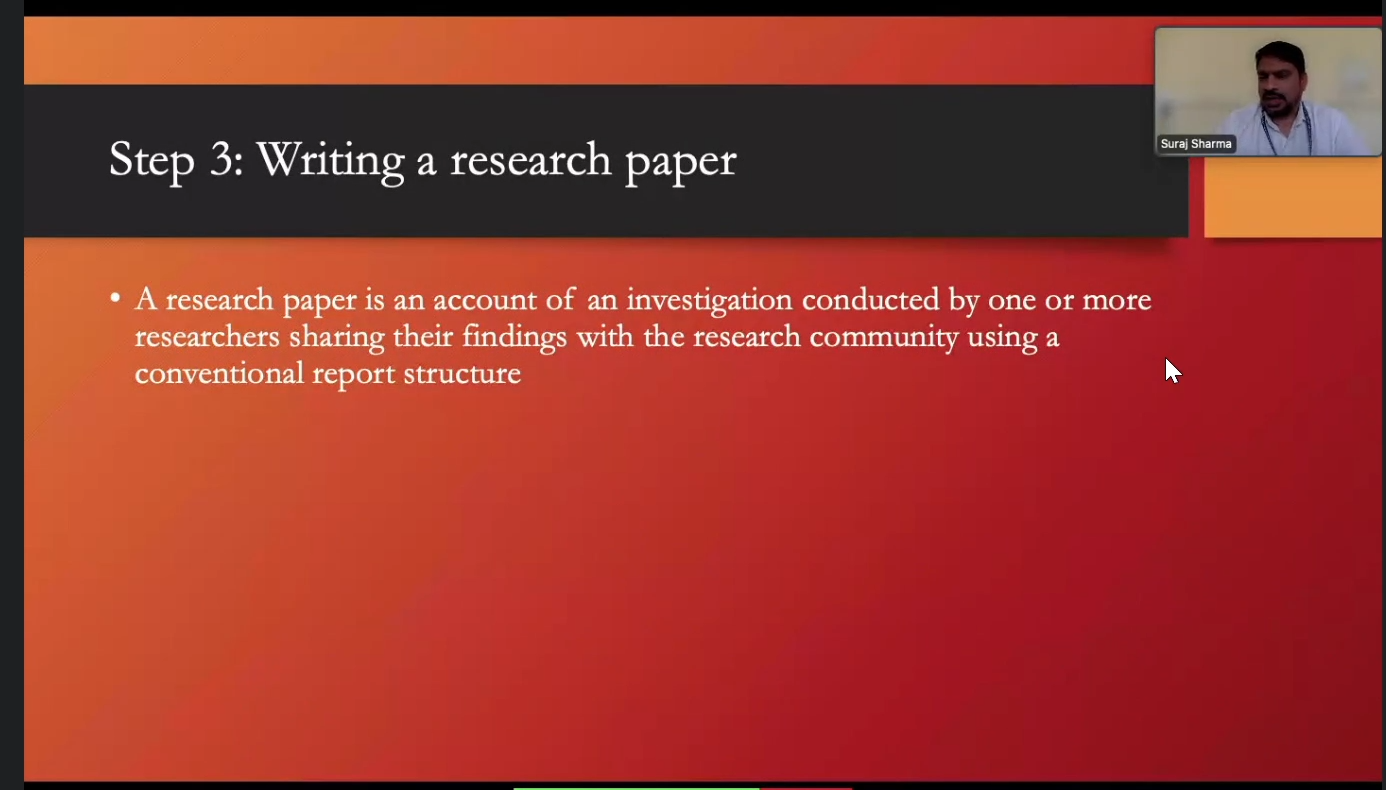 Step 3: Writing a research paper
Suraj Sharma
• A research paper is an account of an investigation conducted by one or more
researchers sharing their findings with the research community using a
conventional report structure